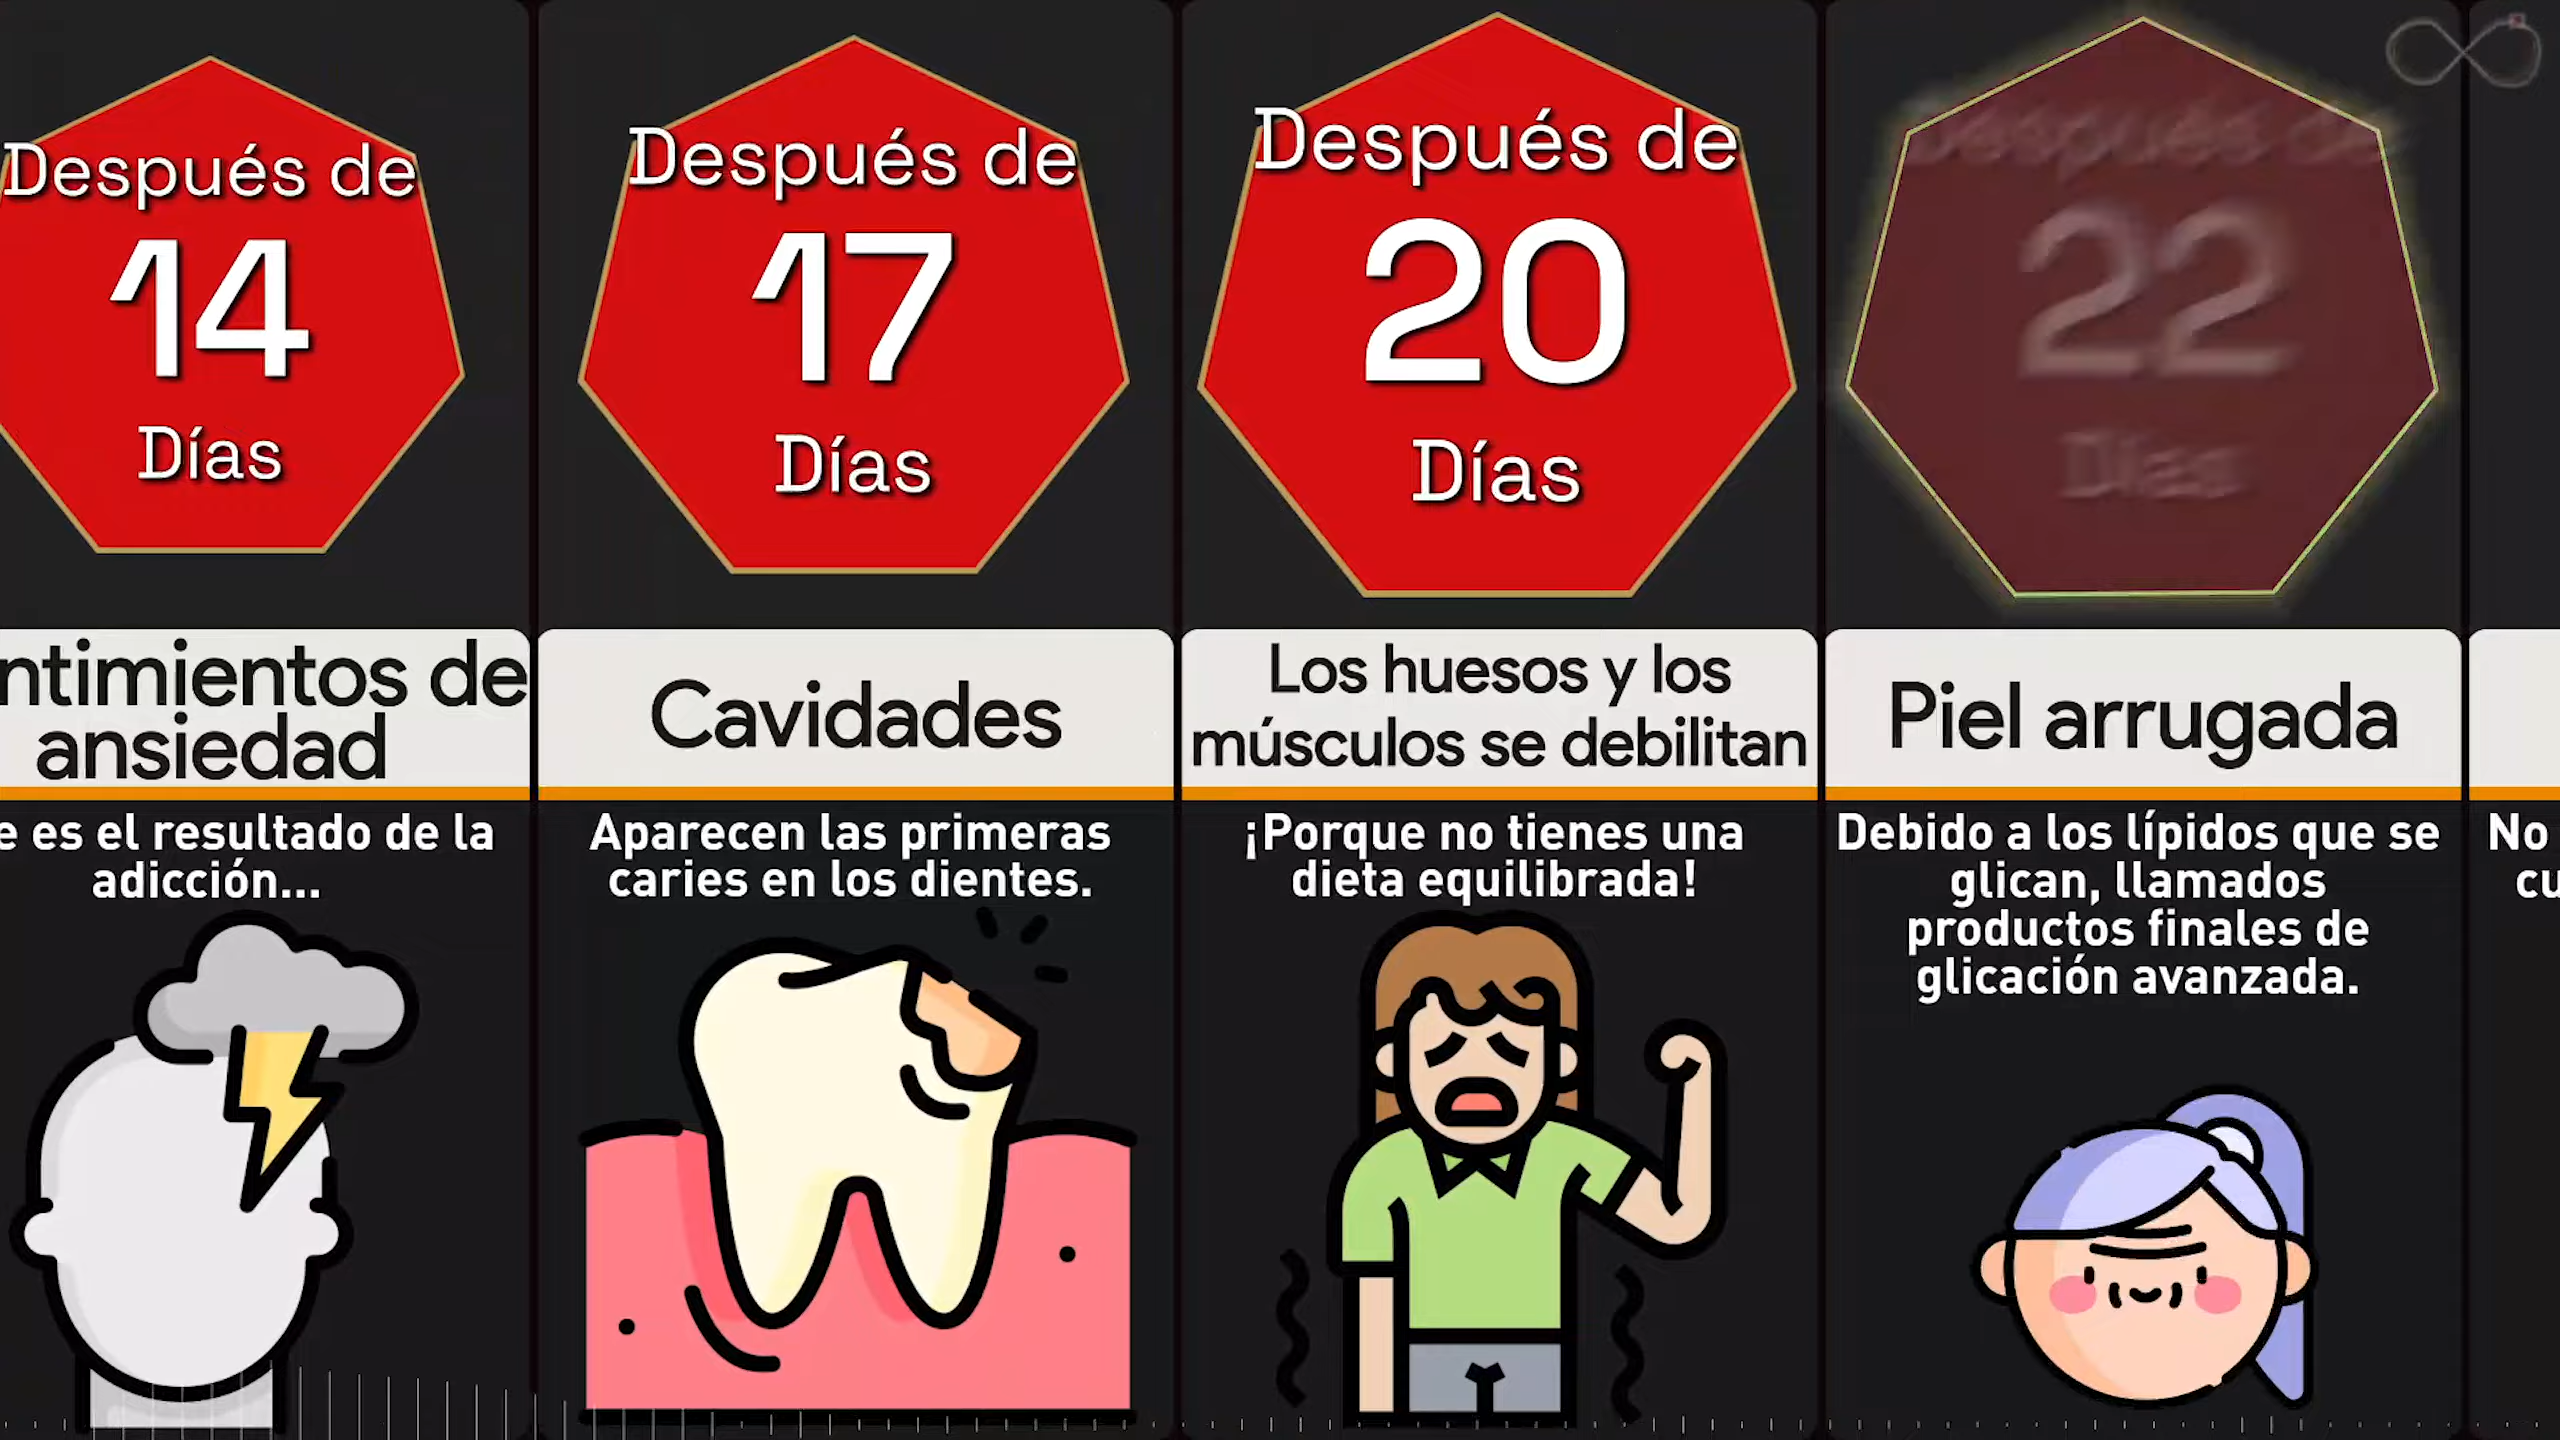 Después de
14
Días
ntimientos de
ansiedad
e es el resultado de la
adicción...
Después de
17
Días
Cavidades
Aparecen las primeras
caries en los dientes.
Después de
20
Días
Los huesos y los
músculos se debilitan
¡Porque no tienes una
dieta equilibrada!
Después de
22
Días
Piel arrugada
Debido a los lípidos que se
glican, llamados
productos finales de
glicación avanzada.
No
cu